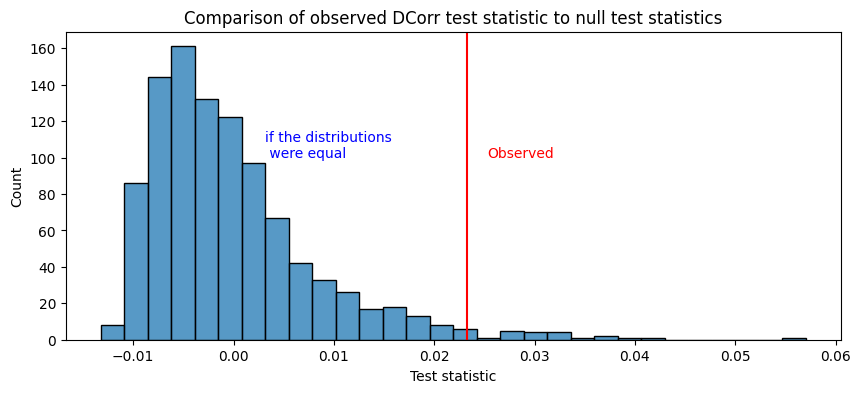 Comparison of observed DCorr test statistic to null test statistics
160
140
120
100
80
60
40
20
0
Count
if the distributions
were equal
Observed
−0.01 0.00 0.01 0.02 0.03 0.04 0.05 0.06
Test statistic